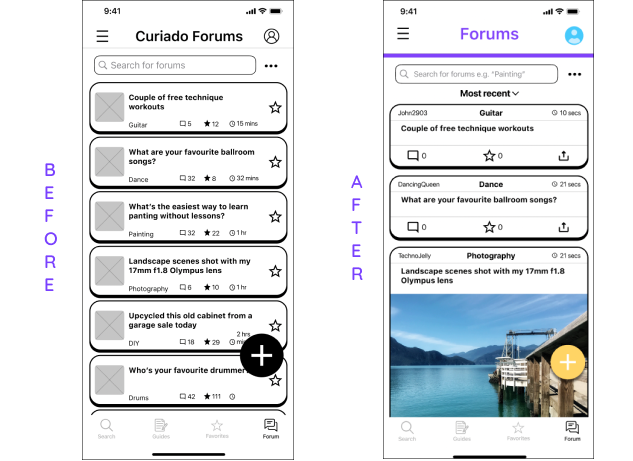 BEFORE
9:41
Curiado Forums
Search for forums
Couple of free technique
workouts
Guitar 5 12 15 mins
What are your favourite ballroom
songs?
Dance 32 8 32 mins
What's the easiest way to learn
panting without lessons?
Painting 32 22 1 hr
Landscape scenes shot with my
17mm f1.8 Olympus lens
Photography 6 10 1 hr
Upcycled this old cabinet from a
garage sale today
2 hrs
DIY 18 29
Who's your favourite drummer
Drums 42 111
Search Guides Favorites Forum
AFTER
9:41
Forums
Search for forums e.g. "Painting"
Most recent
John2903 Guitar 10 secs
Couple of free technique workouts
0 0
DancingQueen Dance 21 secs
What are your favourite ballroom songs?
0 0
TechnoJelly Photography 21 secs
Landscape scenes shot with my 17mm f1.8
Olympus lens
Search Guides Favorites Forum